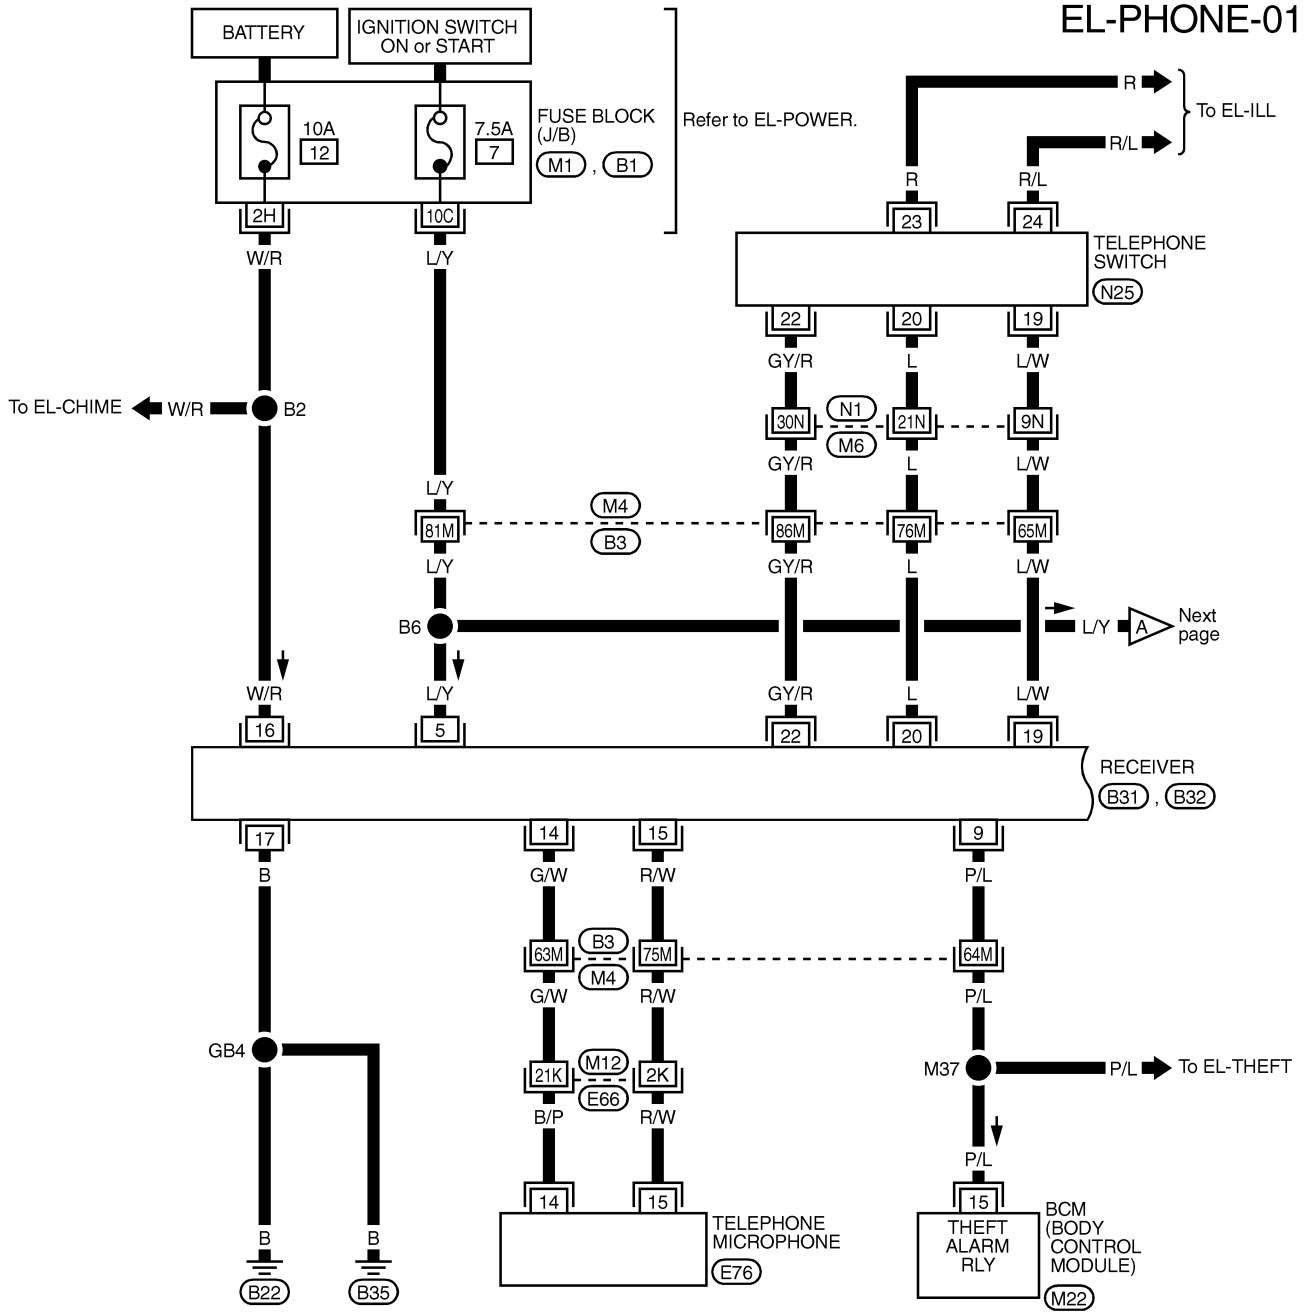 EL-PHONE-01
BATTERY
IGNITION SWITCH
ON or START
10A
12
7.5A
7
FUSE BLOCK
(J/B)
M1 , B1
Refer to EL-POWER.
R
To EL-ILL
R/L
R
R/L
2H
10C
23
24
W/R
L/Y
TELEPHONE
SWITCH
N25
22
20
19
GY/R
L
L/W
To EL-CHIME
W/R
B2
30N
N1
M6
21N
9N
GY/R
L
L/W
L/Y
81M
M4
B3
86M
76M
65M
L/Y
GY/R
L
L/W
B6
L/Y
A
Next
page
W/R
L/Y
GY/R
L
L/W
16
5
22
20
19
RECEIVER
B31 , B32
17
14
15
9
B
G/W
R/W
P/L
63M
B3
M4
75M
64M
G/W
R/W
P/L
GB4
21K
M12
E66
2K
M37
P/L
To EL-THEFT
B/P
R/W
P/L
14
15
15
B
B
B22
B35
TELEPHONE
MICROPHONE
E76
THEFT
ALARM
RLY
BCM
(BODY
CONTROL
MODULE)
M22